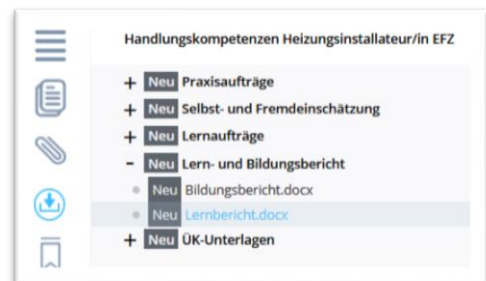 Handlungskompetenzen Heizungsinstallateur/in EFZ
+ Neu Praxisaufträge
+ Neu Selbst- und Fremdeinschätzung
+ Neu Lernaufträge
- Neu Lern- und Bildungsbericht
Neu Bildungsbericht.docx
Neu Lernbericht.docx
+ Neu ÜK-Unterlagen